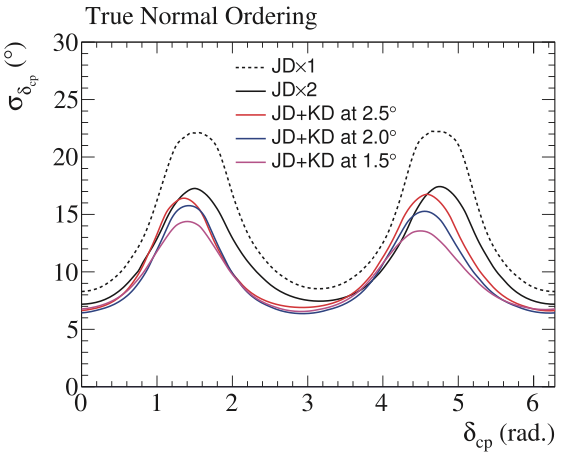 True Normal Ordering
σδcp (°)
30
25
20
15
10
5
0
JD×1
JD×2
JD+KD at 2.5°
JD+KD at 2.0°
JD+KD at 1.5°
0 1 2 3 4 5 6
δcp (rad.)